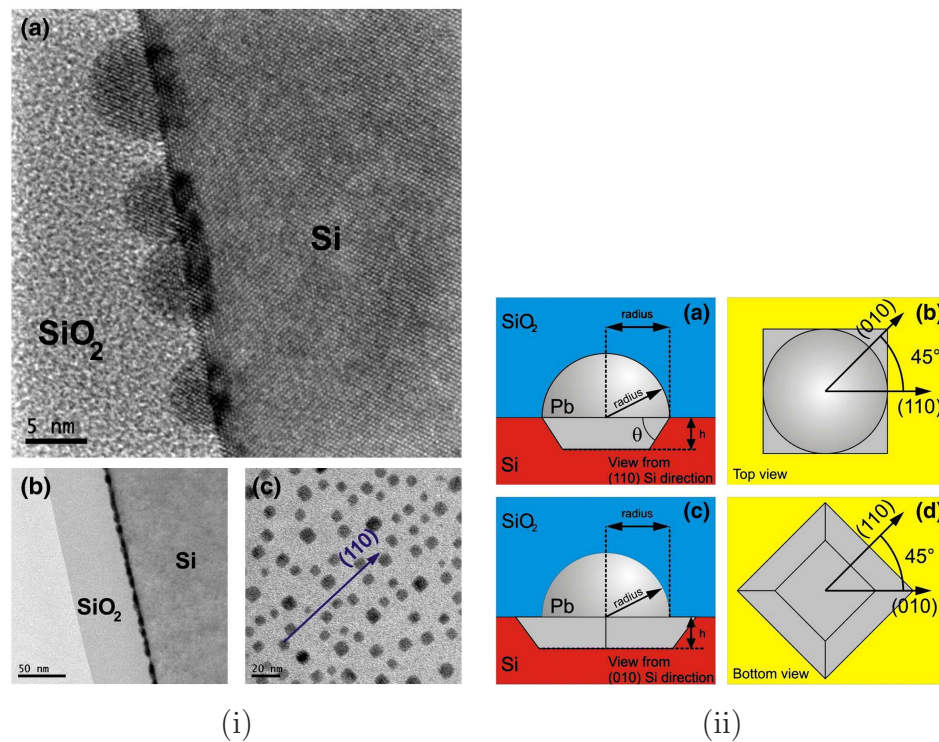 (a)
Si
SiO2
5 nm
(b)
Si
SiO2
50 nm
(c)
(110)
20 nm
(i)
(a)
SiO2
radius
radius
Pb
θ
h
Si
View from
(110) Si direction
(b)
(010)
45°
(110)
Top view
(c)
SiO2
radius
radius
Pb
h
Si
View from
(010) Si direction
(d)
(110)
45°
(010)
Bottom view
(ii)